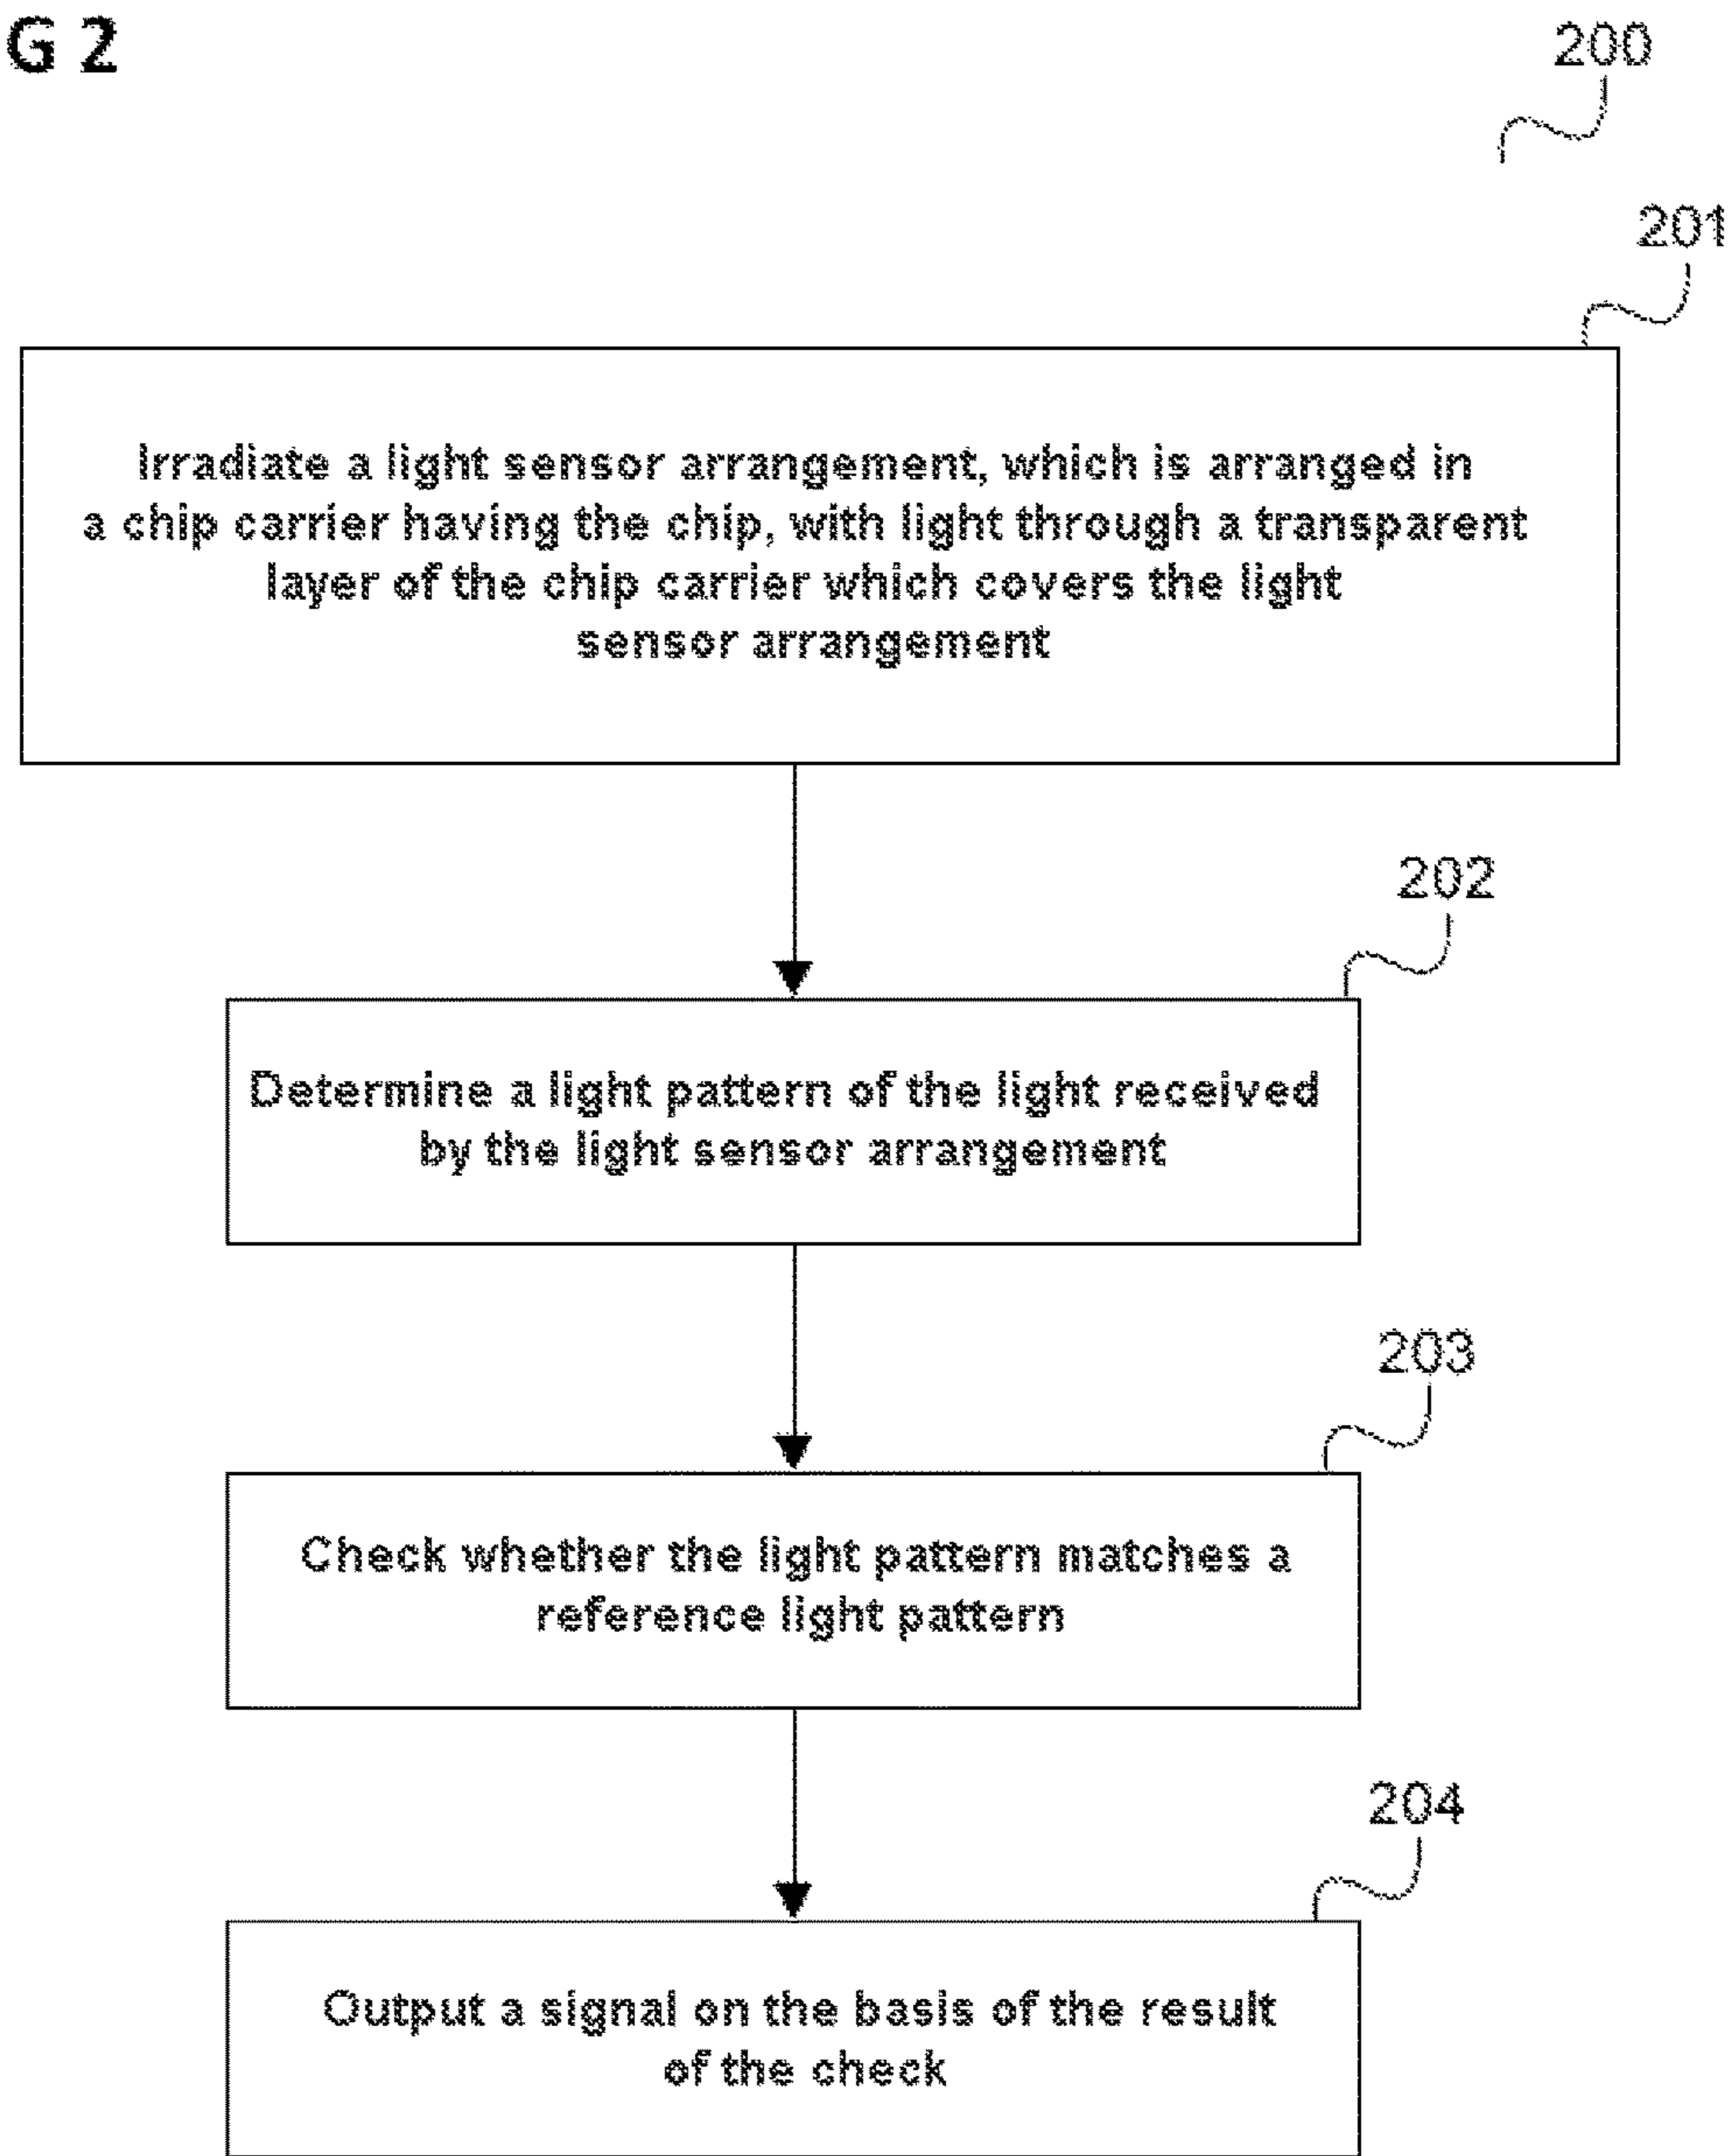 G 2
200
201
Irradiate a light sensor arrangement, which is arranged in
a chip carrier having the chip, with light through a transparent
layer of the chip carrier which covers the light
sensor arrangement
202
Determine a light pattern of the light received
by the light sensor arrangement
203
Check whether the light pattern matches a
reference light pattern
204
Output a signal on the basis of the result
of the check